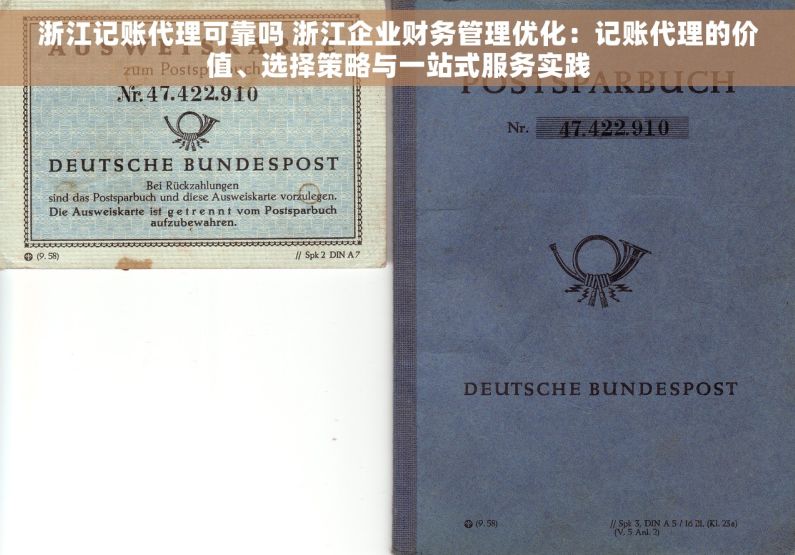 浙江记账代理可靠吗 浙江企业财务管理优化：记账代理的价
值、选择策略与一站式服务实践
AUSWEISKARTE
zum Postsparbuch
Nr. 47.422.910
DEUTSCHE BUNDESPOST
Bei Rückzahlungen
sind das Postsparbuch und diese Ausweiskarte vorzulegen.
Die Ausweiskarte ist getrennt vom Postsparbuch
aufzubewahren.
(9. 58)
// Spk 2 DIN A 7
POSTSPARBUCH
Nr. 47.422.910
DEUTSCHE BUNDESPOST
(9. 58)
// Spk 3, DIN A 5 / 16 Bl. (Kl. 25a)
(V. 5 Anl. 2)